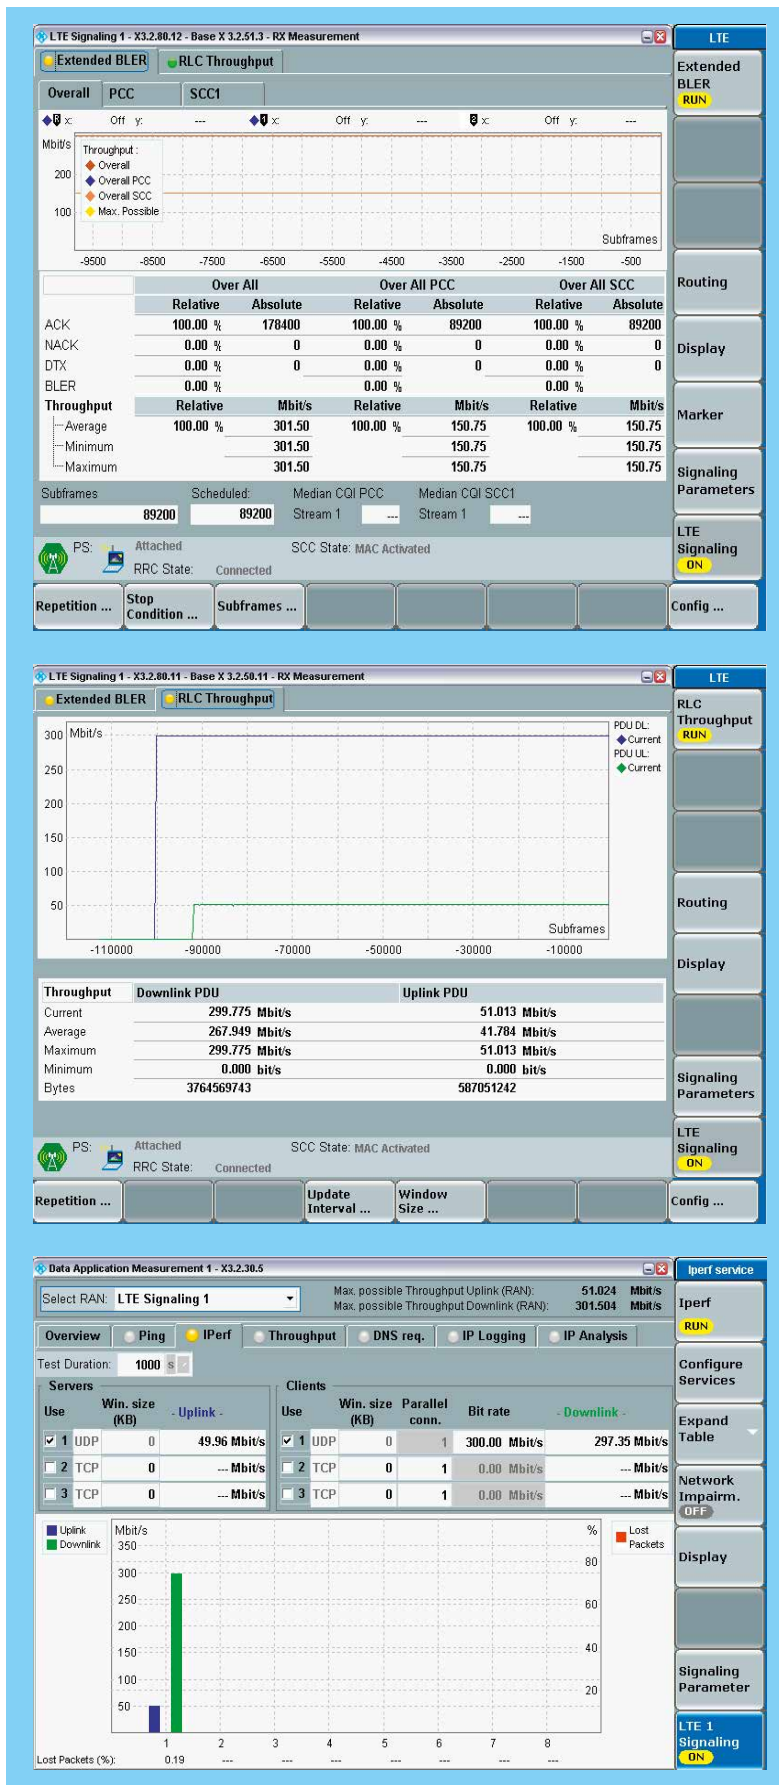 LTE Signaling 1 - X3.2.80.12 - Base X 3.2.51.3 - RX Measurement
LTE
Extended BLER RLC Throughput
Extended BLER
RUN
Overall PCC SCC1
x: Off y: --- x: Off y: --- 2 x: Off y: ---
Mbit/s
Throughput :
Overall
Overall PCC
Overall SCC
Max. Possible
200
100
Subframes
-9500 -8500 -7500 -6500 -5500 -4500 -3500 -2500 -1500 -500
Over All Over All PCC Over All SCC
Relative Absolute Relative Absolute Relative Absolute
ACK 100.00 % 178400 100.00 % 89200 100.00 % 89200
NACK 0.00 % 0 0.00 % 0 0.00 % 0
DTX 0.00 % 0 0.00 % 0 0.00 % 0
BLER 0.00 % 0.00 % 0.00 %
Throughput Relative Mbit/s Relative Mbit/s Relative Mbit/s
Average 100.00 % 301.50 100.00 % 150.75 100.00 % 150.75
Minimum 301.50 150.75 150.75
Maximum 301.50 150.75 150.75
Subframes Scheduled: Median CQI PCC Median CQI SCC1
89200 89200 Stream 1 --- Stream 1 ---
PS: Attached SCC State: MAC Activated
RRC State: Connected
Routing
Display
Marker
Signaling
Parameters
LTE
Signaling
ON
Repetition ... Stop Condition ... Subframes ... Config ...
LTE Signaling 1 - X3.2.80.11 - Base X 3.2.50.11 - RX Measurement
LTE
Extended BLER RLC Throughput
RLC
Throughput
RUN
Mbit/s
300
250
200
150
100
50
PDU DL:
Current
PDU UL:
Current
Subframes
-110000 -90000 -70000 -50000 -30000 -10000
Throughput Downlink PDU Uplink PDU
Current 299.775 Mbit/s 51.013 Mbit/s
Average 267.949 Mbit/s 41.784 Mbit/s
Maximum 299.775 Mbit/s 51.013 Mbit/s
Minimum 0.000 bit/s 0.000 bit/s
Bytes 3764569743 587051242
PS: Attached SCC State: MAC Activated
RRC State: Connected
Routing
Display
Signaling
Parameters
LTE
Signaling
ON
Repetition ... Update Interval ... Window Size ... Config ...
Data Application Measurement 1 - X3.2.30.5
Iperf service
Select RAN: LTE Signaling 1
Max. possible Throughput Uplink (RAN): 51.024 Mbit/s
Max. possible Throughput Downlink (RAN): 301.504 Mbit/s
Iperf
RUN
Overview Ping IPerf Throughput DNS req. IP Logging IP Analysis
Test Duration: 1000 s
Servers
Use Win. size (KB) - Uplink -
1 UDP 0 49.96 Mbit/s
2 TCP 0 --- Mbit/s
3 TCP 0 --- Mbit/s
Clients
Use Win. size (KB) Parallel conn. Bit rate - Downlink -
1 UDP 0 1 300.00 Mbit/s 297.35 Mbit/s
2 TCP 0 1 0.00 Mbit/s --- Mbit/s
3 TCP 0 1 0.00 Mbit/s --- Mbit/s
Uplink
Downlink
Mbit/s
350
300
250
200
150
100
50
%
80
60
40
20
Lost
Packets
1 2 3 4 5 6 7 8
Lost Packets (%): 0.19 --- --- --- --- --- --- ---
Configure
Services
Expand
Table
Network
Impairm.
OFF
Display
Signaling
Parameter
LTE 1
Signaling
ON